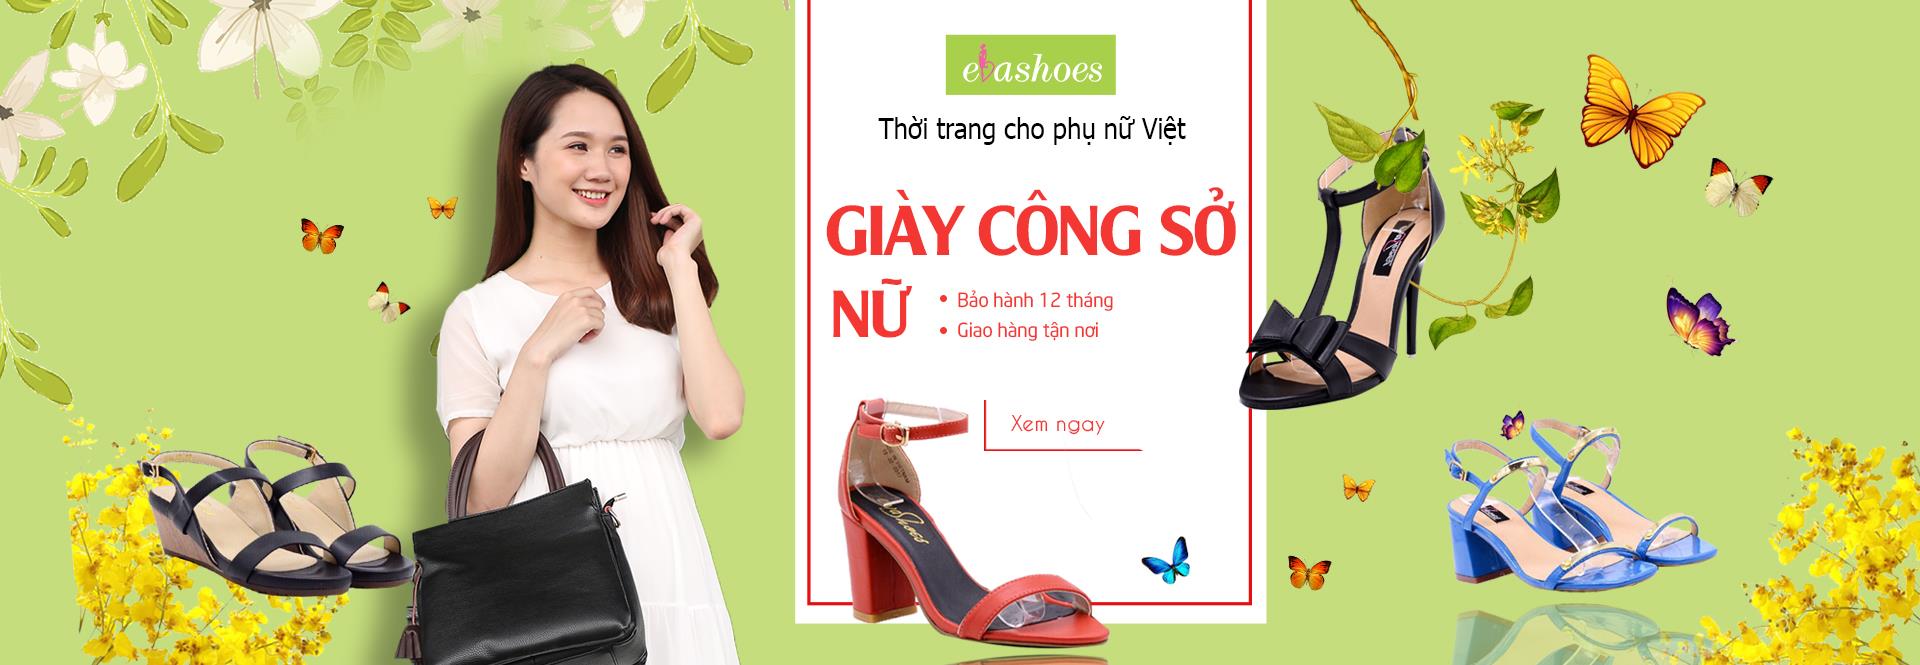 evashoes
Thời trang cho phụ nữ Việt
GIÀY CÔNG SỞ
NỮ
• Bảo hành 12 tháng
• Giao hàng tận nơi
Xem ngay